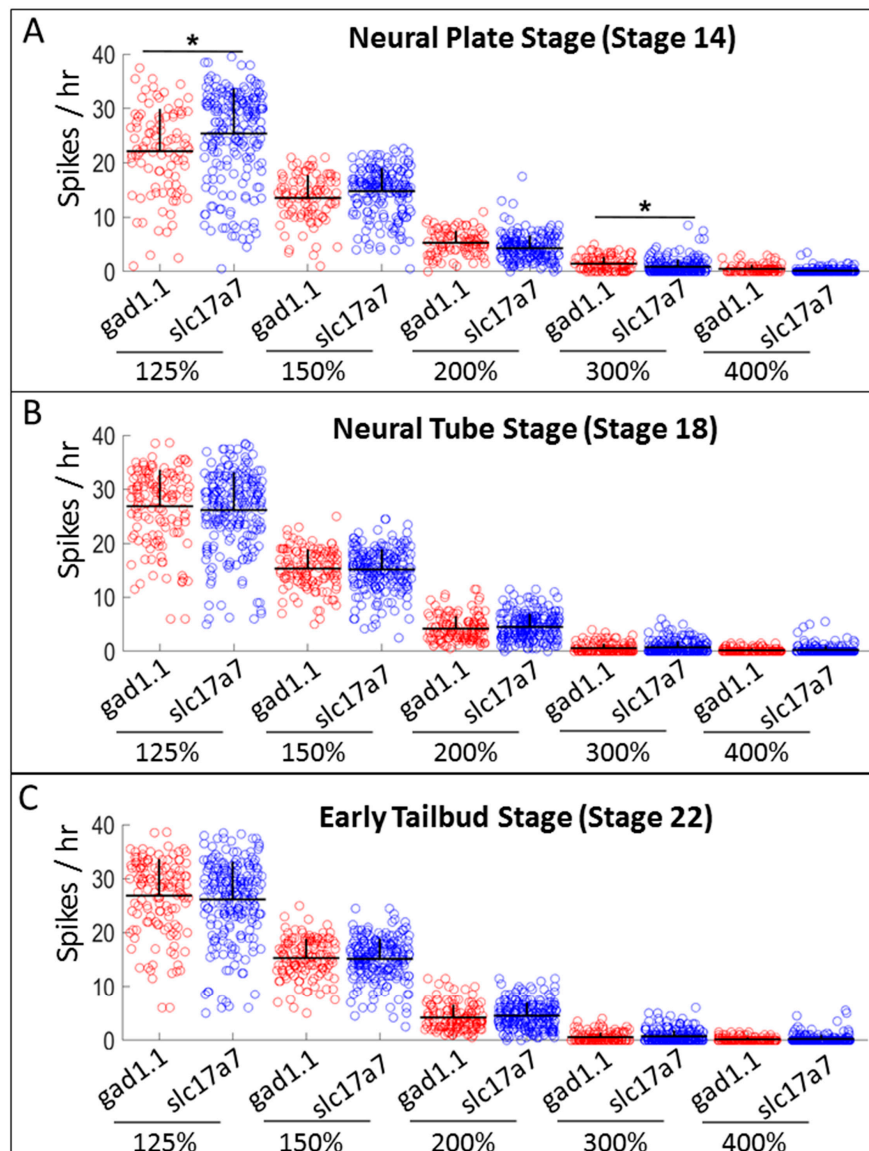 A
Neural Plate Stage (Stage 14)
* *
Spikes / hr
40
30
20
10
0
gad1.1 slc17a7 gad1.1 slc17a7 gad1.1 slc17a7 gad1.1 slc17a7 gad1.1 slc17a7
125% 150% 200% 300% 400%
B
Neural Tube Stage (Stage 18)
Spikes / hr
40
30
20
10
0
gad1.1 slc17a7 gad1.1 slc17a7 gad1.1 slc17a7 gad1.1 slc17a7 gad1.1 slc17a7
125% 150% 200% 300% 400%
C
Early Tailbud Stage (Stage 22)
Spikes / hr
40
30
20
10
0
gad1.1 slc17a7 gad1.1 slc17a7 gad1.1 slc17a7 gad1.1 slc17a7 gad1.1 slc17a7
125% 150% 200% 300% 400%